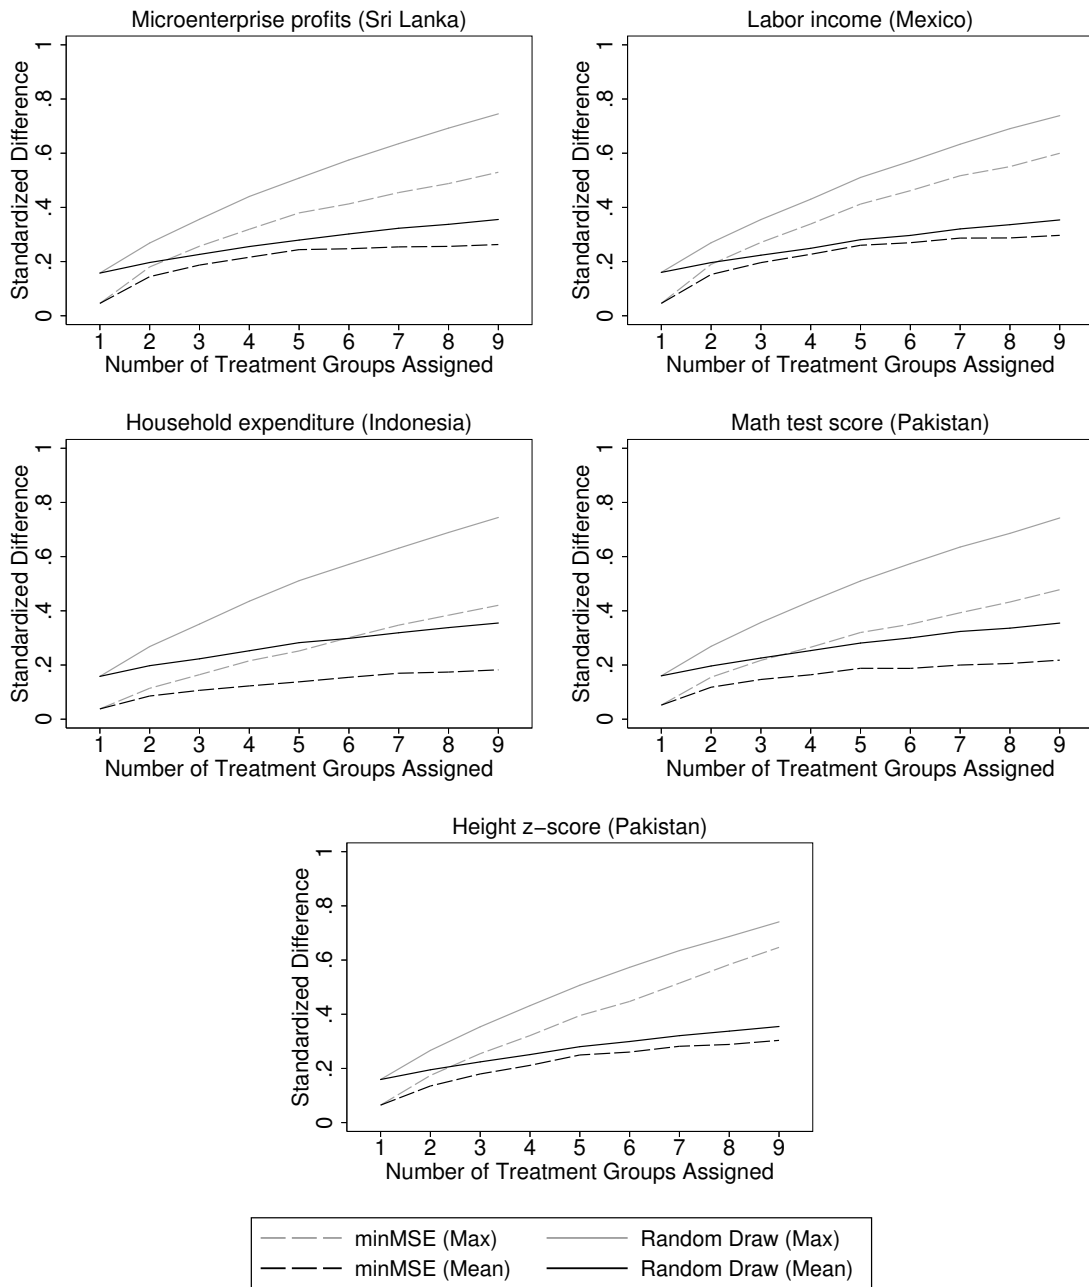 Microenterprise profits (Sri Lanka)
Standardized Difference
0 .2 .4 .6 .8 1
1 2 3 4 5 6 7 8 9
Number of Treatment Groups Assigned
Labor income (Mexico)
Standardized Difference
0 .2 .4 .6 .8 1
1 2 3 4 5 6 7 8 9
Number of Treatment Groups Assigned
Household expenditure (Indonesia)
Standardized Difference
0 .2 .4 .6 .8 1
1 2 3 4 5 6 7 8 9
Number of Treatment Groups Assigned
Math test score (Pakistan)
Standardized Difference
0 .2 .4 .6 .8 1
1 2 3 4 5 6 7 8 9
Number of Treatment Groups Assigned
Height z−score (Pakistan)
Standardized Difference
0 .2 .4 .6 .8 1
1 2 3 4 5 6 7 8 9
Number of Treatment Groups Assigned
minMSE (Max) Random Draw (Max)
minMSE (Mean) Random Draw (Mean)